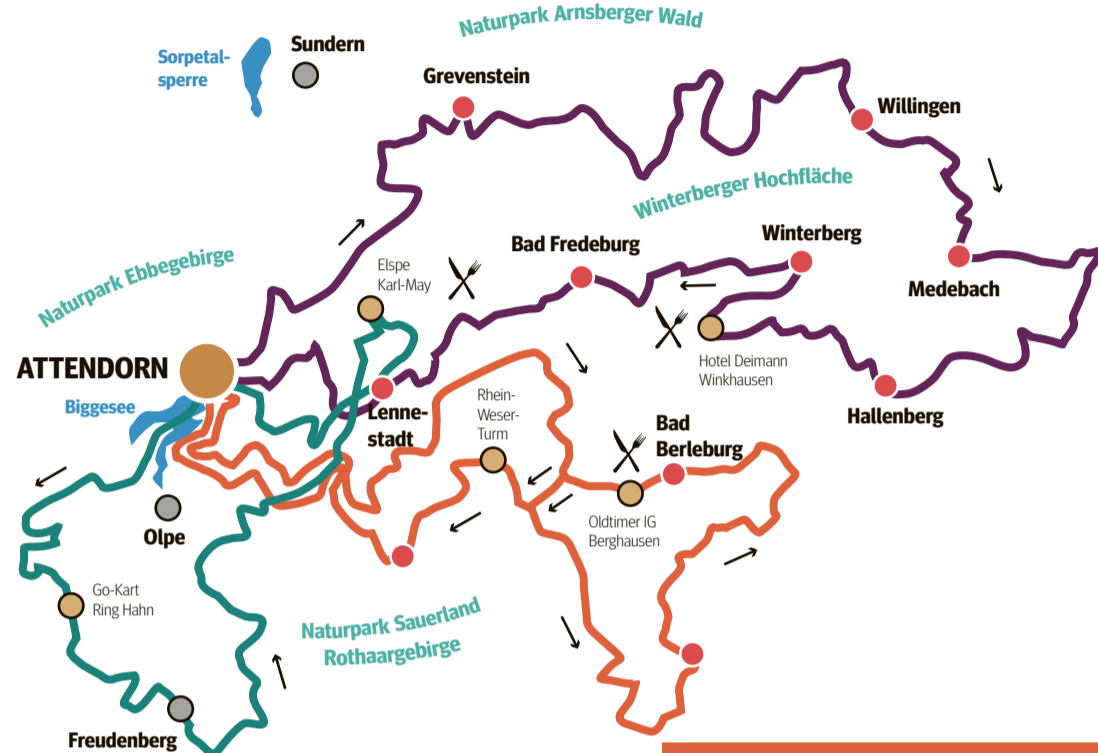 Naturpark Arnsberger Wald
Sundern
Sorpetal-
sperre
Grevenstein
Willingen
Winterberger Hochfläche
Winterberg
Bad Fredeburg
Naturpark Ebbegebirge
Elspe
Karl-May
Medebach
ATTENDORN
Hotel Deimann
Winkhausen
Biggesee
Lenne-
stadt
Rhein-
Weser-
Turm
Hallenberg
Bad
Berleburg
Olpe
Oldtimer IG
Berghausen
Go-Kart
Ring Hahn
Naturpark Sauerland
Rothaargebirge
Freudenberg